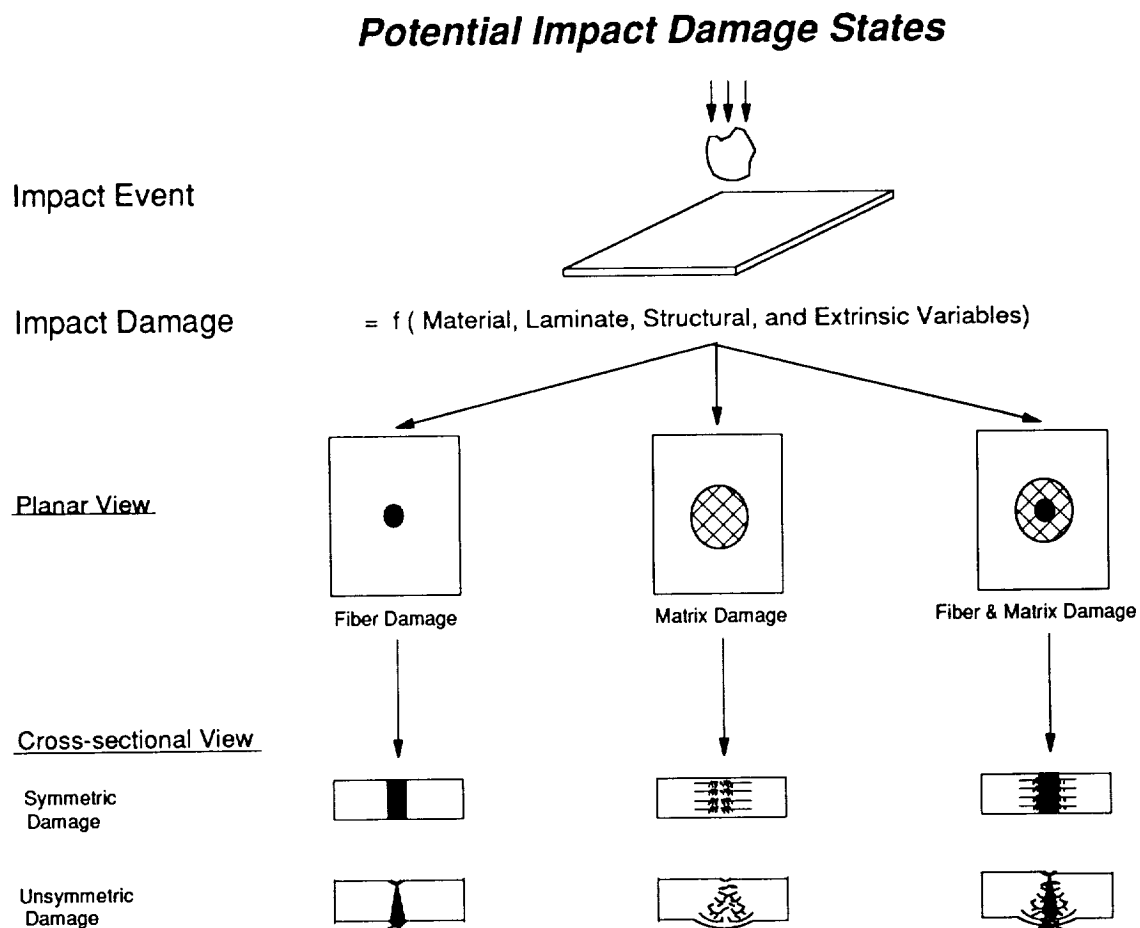 Potential Impact Damage States
Impact Event
Impact Damage = f ( Material, Laminate, Structural, and Extrinsic Variables)
Planar View
Fiber Damage Matrix Damage Fiber & Matrix Damage
Cross-sectional View
Symmetric
Damage
Unsymmetric
Damage